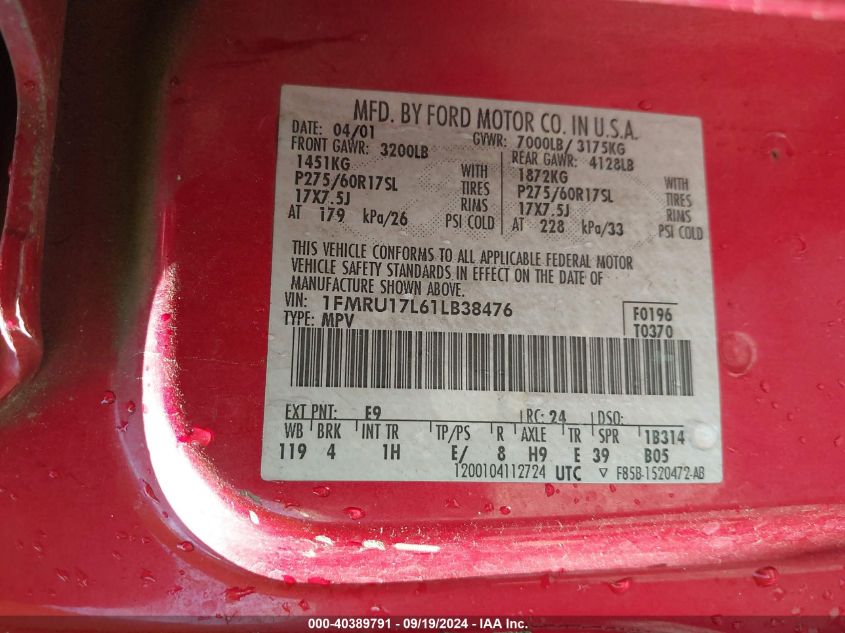 MFD. BY FORD MOTOR CO. IN U.S.A.
DATE: 04/01 GVWR: 7000LB/ 3175KG
FRONT GAWR: 3200LB REAR GAWR: 4128LB
1451KG WITH 1872KG WITH
P275/60R17SL TIRES P275/60R17SL TIRES
17X7.5J RIMS 17X7.5J RIMS
AT 179 kPa/26 PSI COLD AT 228 kPa/33 PSI COLD
THIS VEHICLE CONFORMS TO ALL APPLICABLE FEDERAL MOTOR
VEHICLE SAFETY STANDARDS IN EFFECT ON THE DATE OF
MANUFACTURE SHOWN ABOVE.
VIN: 1FMRU17L61LB38476 F0196
TYPE: MPV T0370
EXT PNT: E9 RC: 24 DSO:
WB BRK INT TR TP/PS R AXLE TR SPR 1B314
119 4 1H E/ 8 H9 E 39 B05
1200104112724 UTC ▽ F85B-1520472-AB
000-40389791 - 09/19/2024 - IAA Inc.